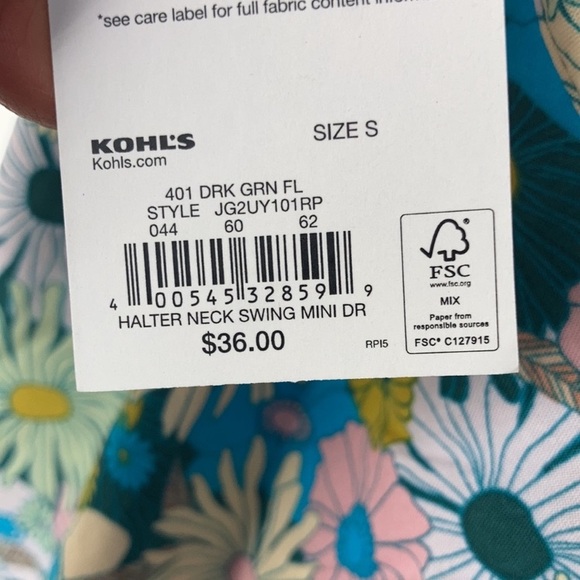 *see care label for full fabric content
KOHL'S
Kohls.com
SIZE S
401 DRK GRN FL
STYLE JG2UY101RP
044 60 62
4 00545 32859 9
HALTER NECK SWING MINI DR
$36.00
RPI5
FSC
www.fsc.org
MIX
Paper from
responsible sources
FSC® C127915